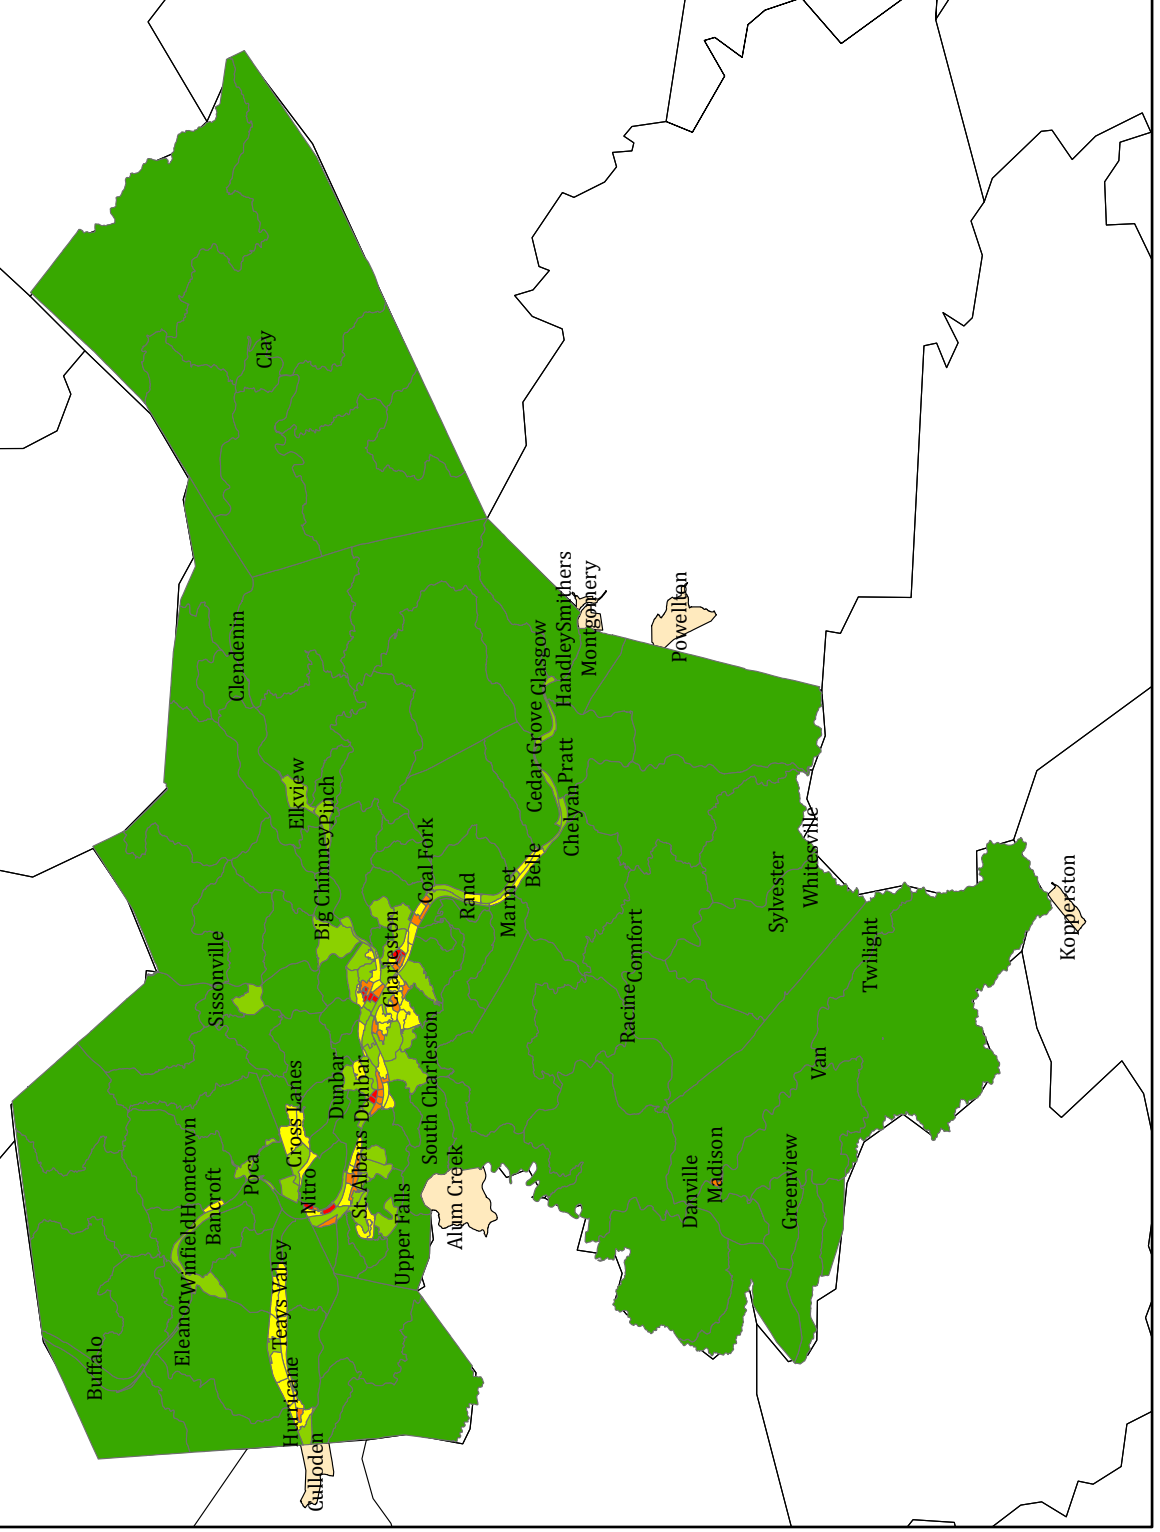 Clay
Clendenin
Smithers
Montgomery
Powellton
Glasgow
Handley
Cedar Grove
Pratt
Chelyan
Elkview
Pinch
Big Chimney
Coal Fork
Belle
Rand
Marmet
Charleston
Whitesville
Sylvester
Kopperston
Twilight
Comfort
Racine
Van
Sissonville
South Charleston
Dunbar
Dunbar
Cross Lanes
St. Albans
Nitro
Poca
Hometown
Bancroft
Winfield
Eleanor
Buffalo
Teays Valley
Hurricane
Culloden
Upper Falls
Alum Creek
Danville
Madison
Greenview